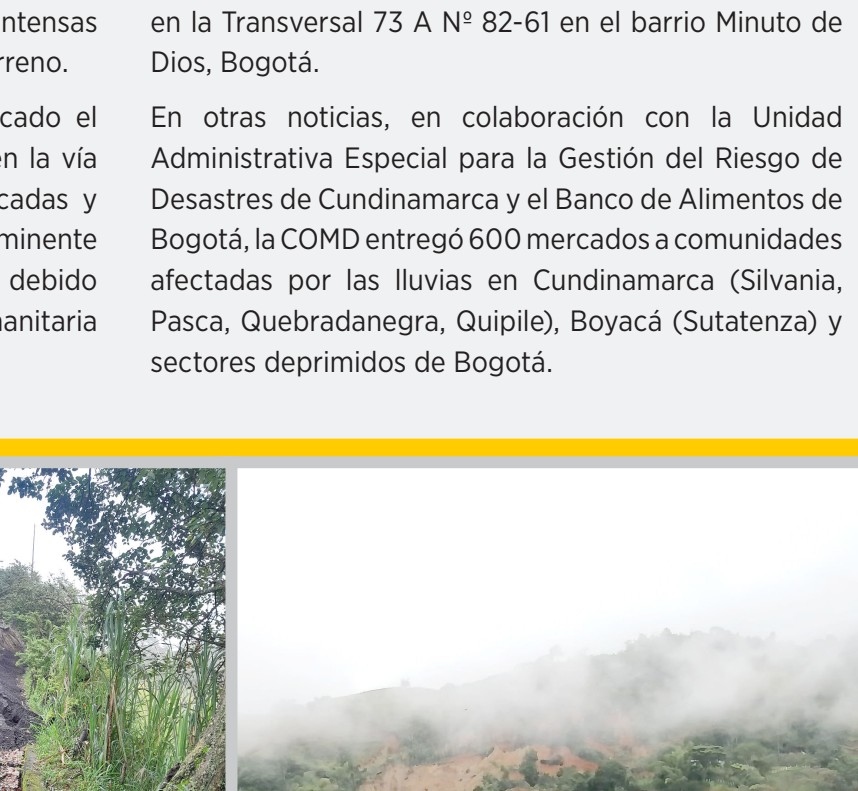 ntensas
rreno.
cado el
en la vía
cadas y
minente
debido
anitaria
en la Transversal 73 A Nº 82-61 en el barrio Minuto de
Dios, Bogotá.
En otras noticias, en colaboración con la Unidad
Administrativa Especial para la Gestión del Riesgo de
Desastres de Cundinamarca y el Banco de Alimentos de
Bogotá, la COMD entregó 600 mercados a comunidades
afectadas por las lluvias en Cundinamarca (Silvania,
Pasca, Quebradanegra, Quipile), Boyacá (Sutatenza) y
sectores deprimidos de Bogotá.